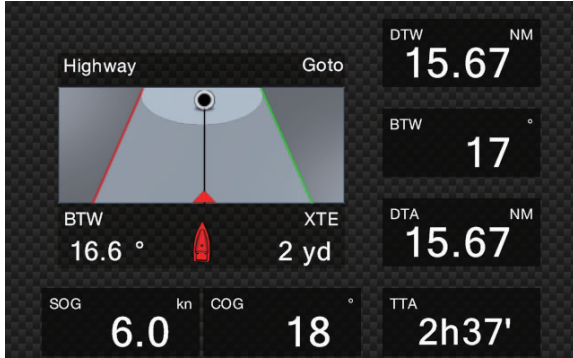 Highway Goto
BTW XTE
16.6 ° 2 yd
SOG kn
6.0
COG °
18
DTW NM
15.67
BTW °
17
DTA NM
15.67
TTA
2h37'